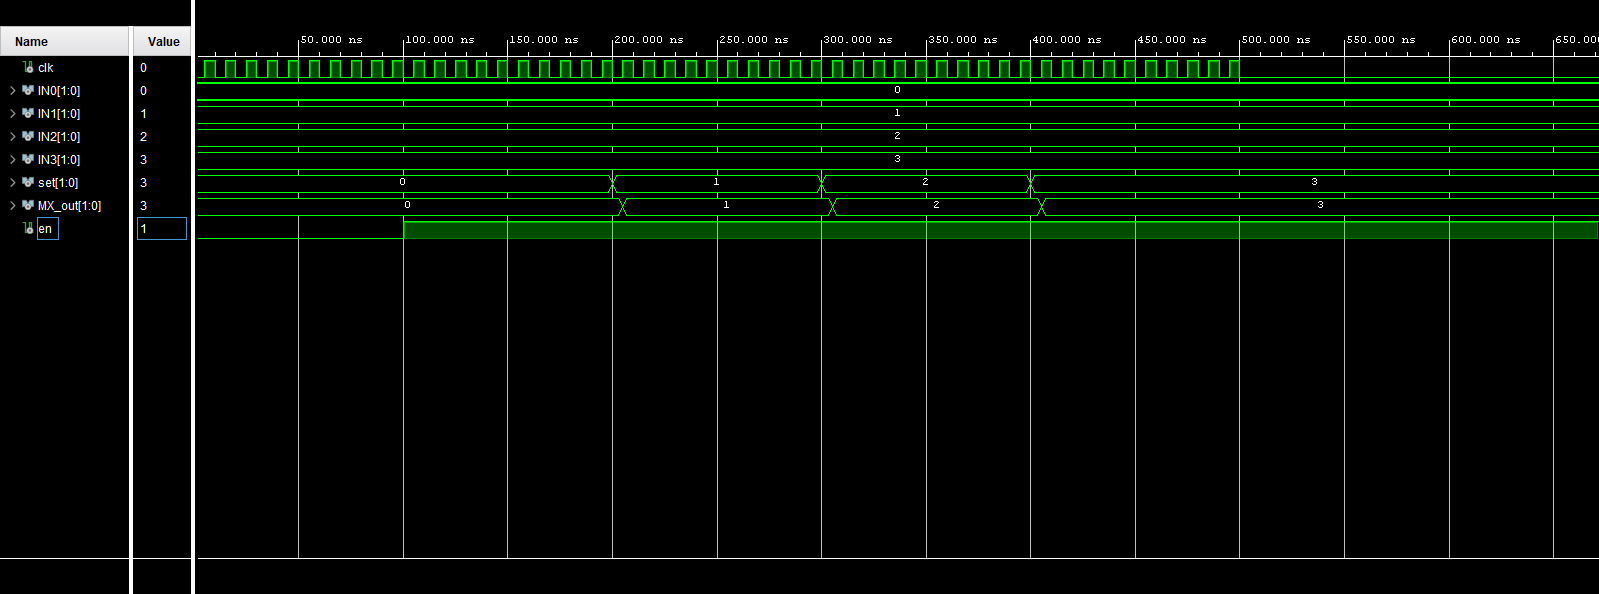 Name Value
50.000 ns 100.000 ns 150.000 ns 200.000 ns 250.000 ns 300.000 ns 350.000 ns 400.000 ns 450.000 ns 500.000 ns 550.000 ns 600.000 ns 650.00
clk 0
IN0[1:0] 0 0
IN1[1:0] 1 1
IN2[1:0] 2 2
IN3[1:0] 3 3
set[1:0] 3 0 1 2 3
MX_out[1:0] 3 0 1 2 3
en 1